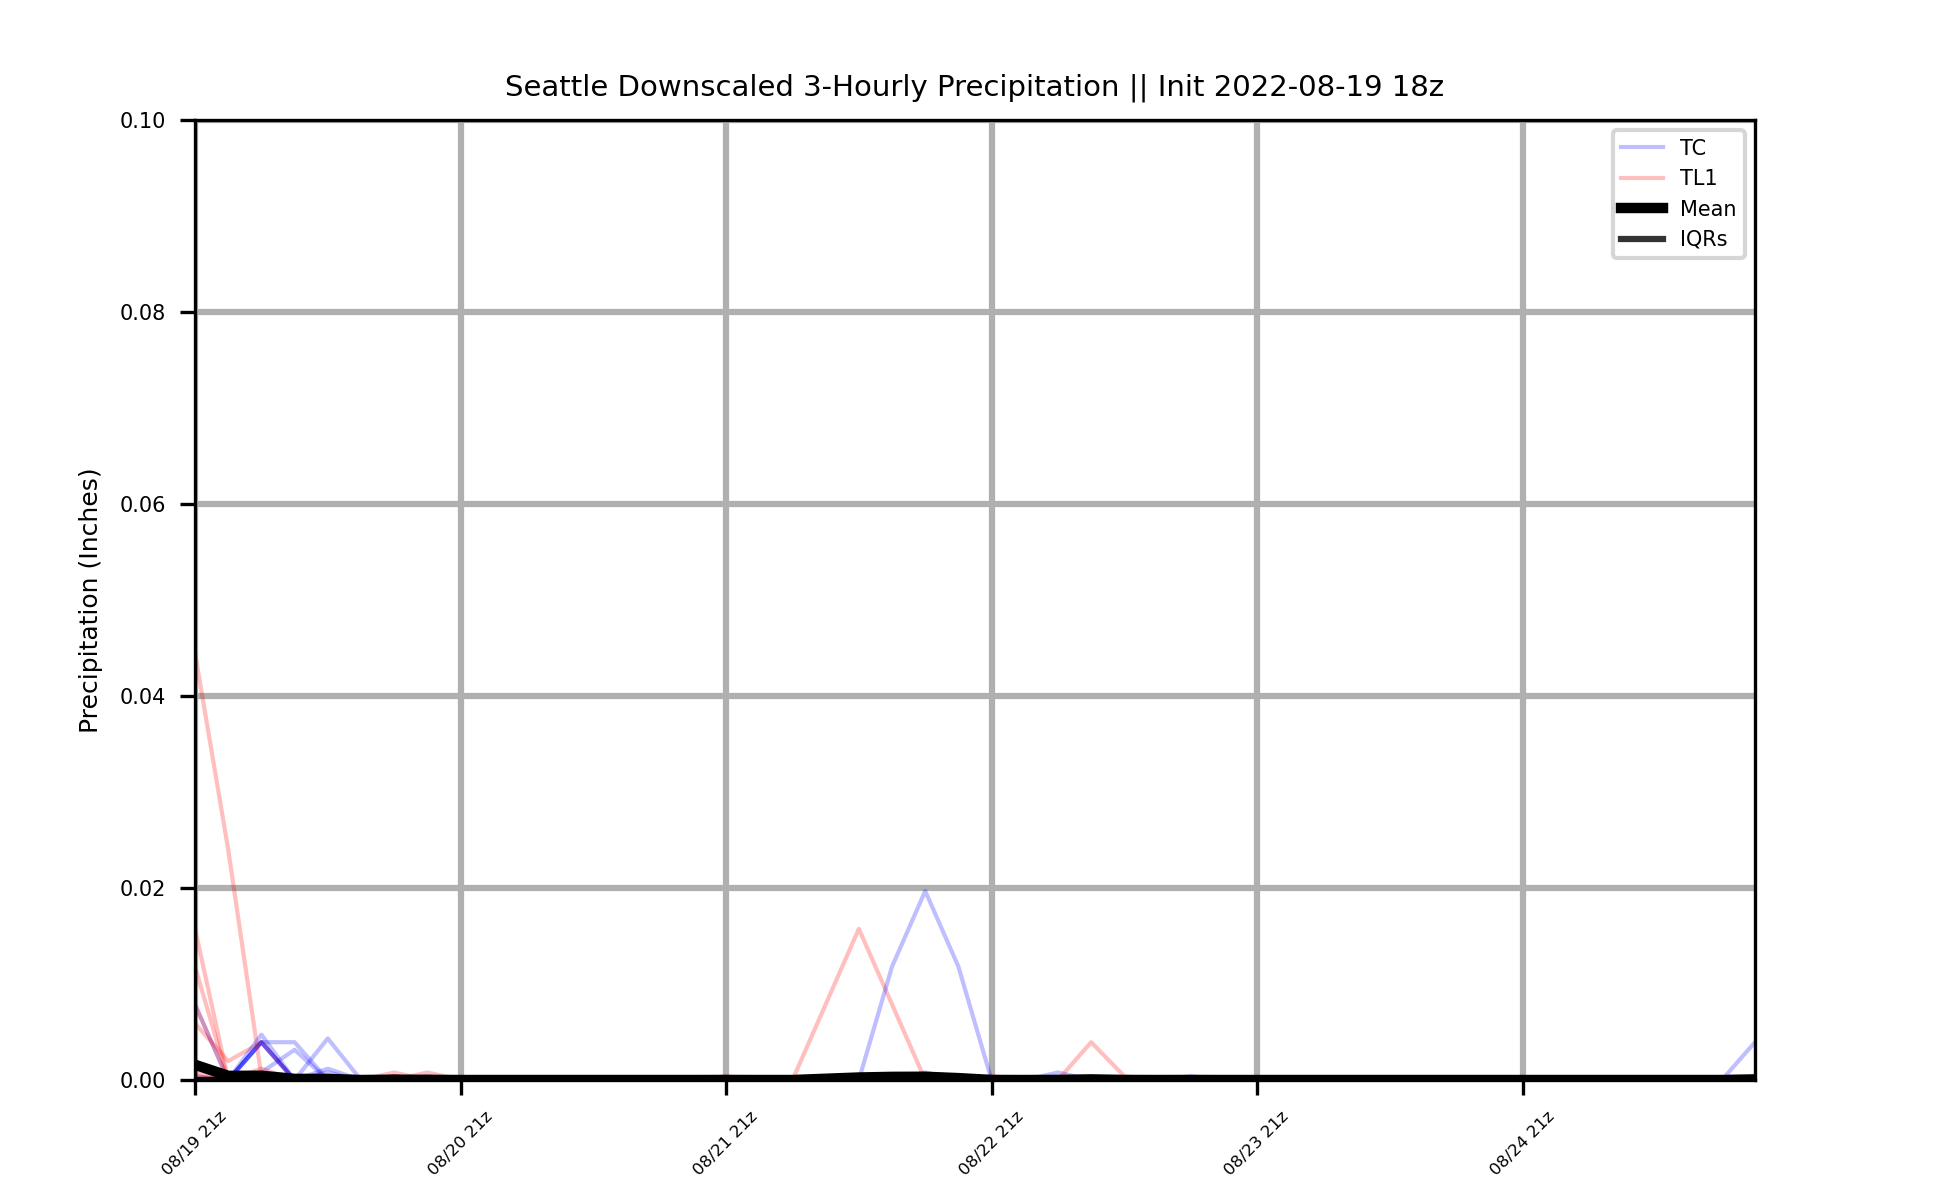 Seattle Downscaled 3-Hourly Precipitation || Init 2022-08-19 18z
TC
TL1
Mean
IQRs
Precipitation (Inches)
0.10
0.08
0.06
0.04
0.02
0.00
08/19 21z
08/20 21z
08/21 21z
08/22 21z
08/23 21z
08/24 21z